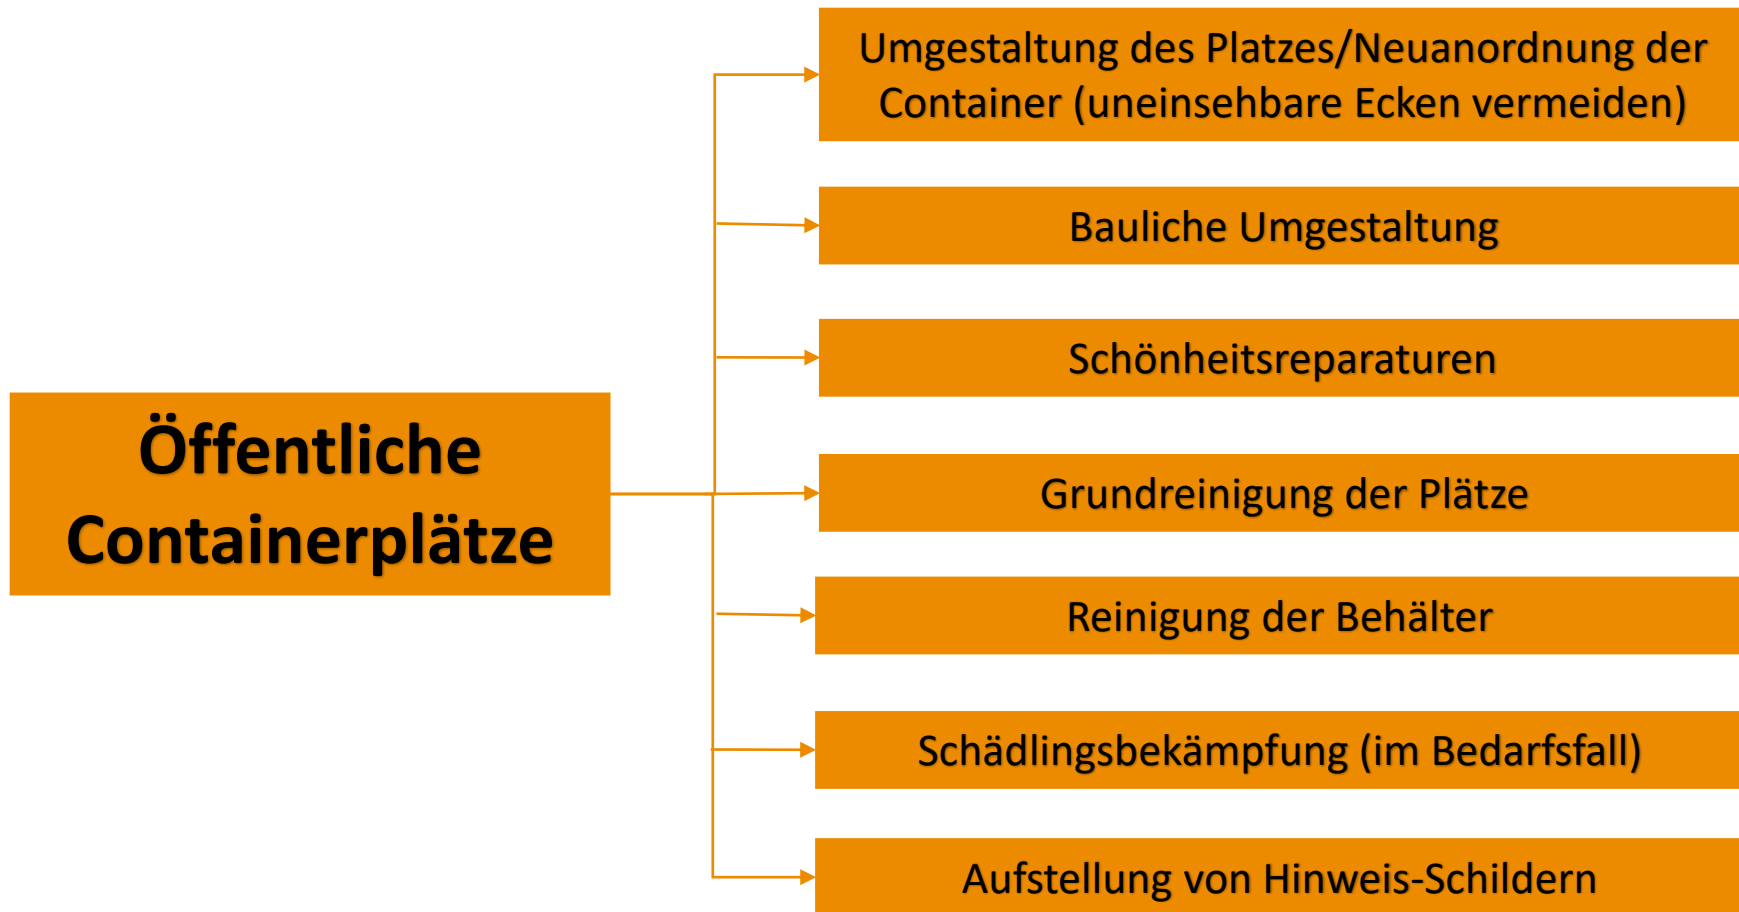 Öffentliche
Containerplätze
Umgestaltung des Platzes/Neuanordnung der
Container (uneinsehbare Ecken vermeiden)
Bauliche Umgestaltung
Schönheitsreparaturen
Grundreinigung der Plätze
Reinigung der Behälter
Schädlingsbekämpfung (im Bedarfsfall)
Aufstellung von Hinweis-Schildern